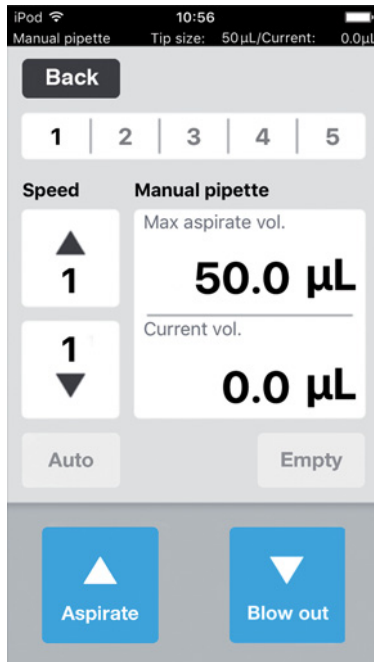 iPod 10:56
Manual pipette Tip size: 50µL/Current: 0.0µL
Back
1 2 3 4 5
Speed Manual pipette
Max aspirate vol.
1 50.0 µL
Current vol.
1
0.0 µL
Auto Empty
Aspirate Blow out